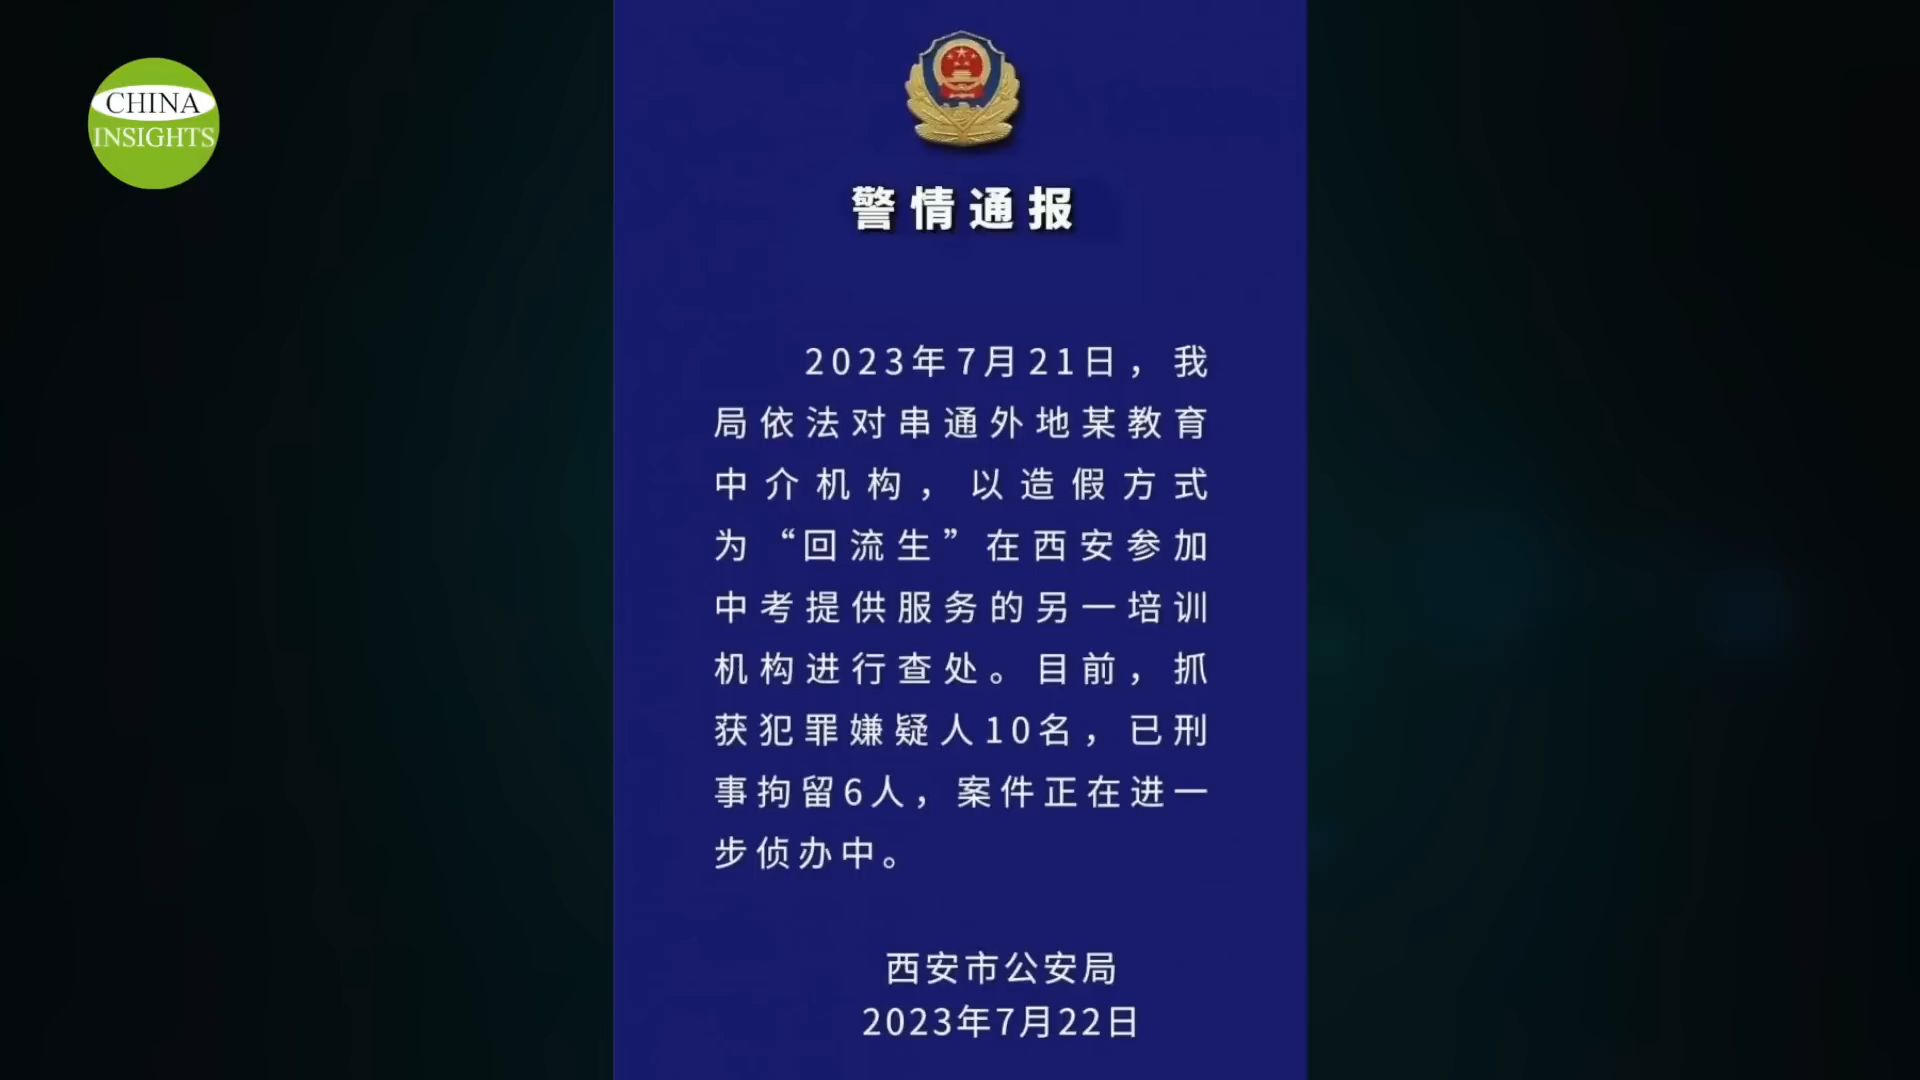 CHINA
INSIGHTS
警情通报
2023年7月21日，我
局依法对串通外地某教育
中介机构，以造假方式
为“回流生”在西安参加
中考提供服务的另一培训
机构进行查处。目前，抓
获犯罪嫌疑人10名，已刑
事拘留6人，案件正在进一
步侦办中。
西安市公安局
2023年7月22日